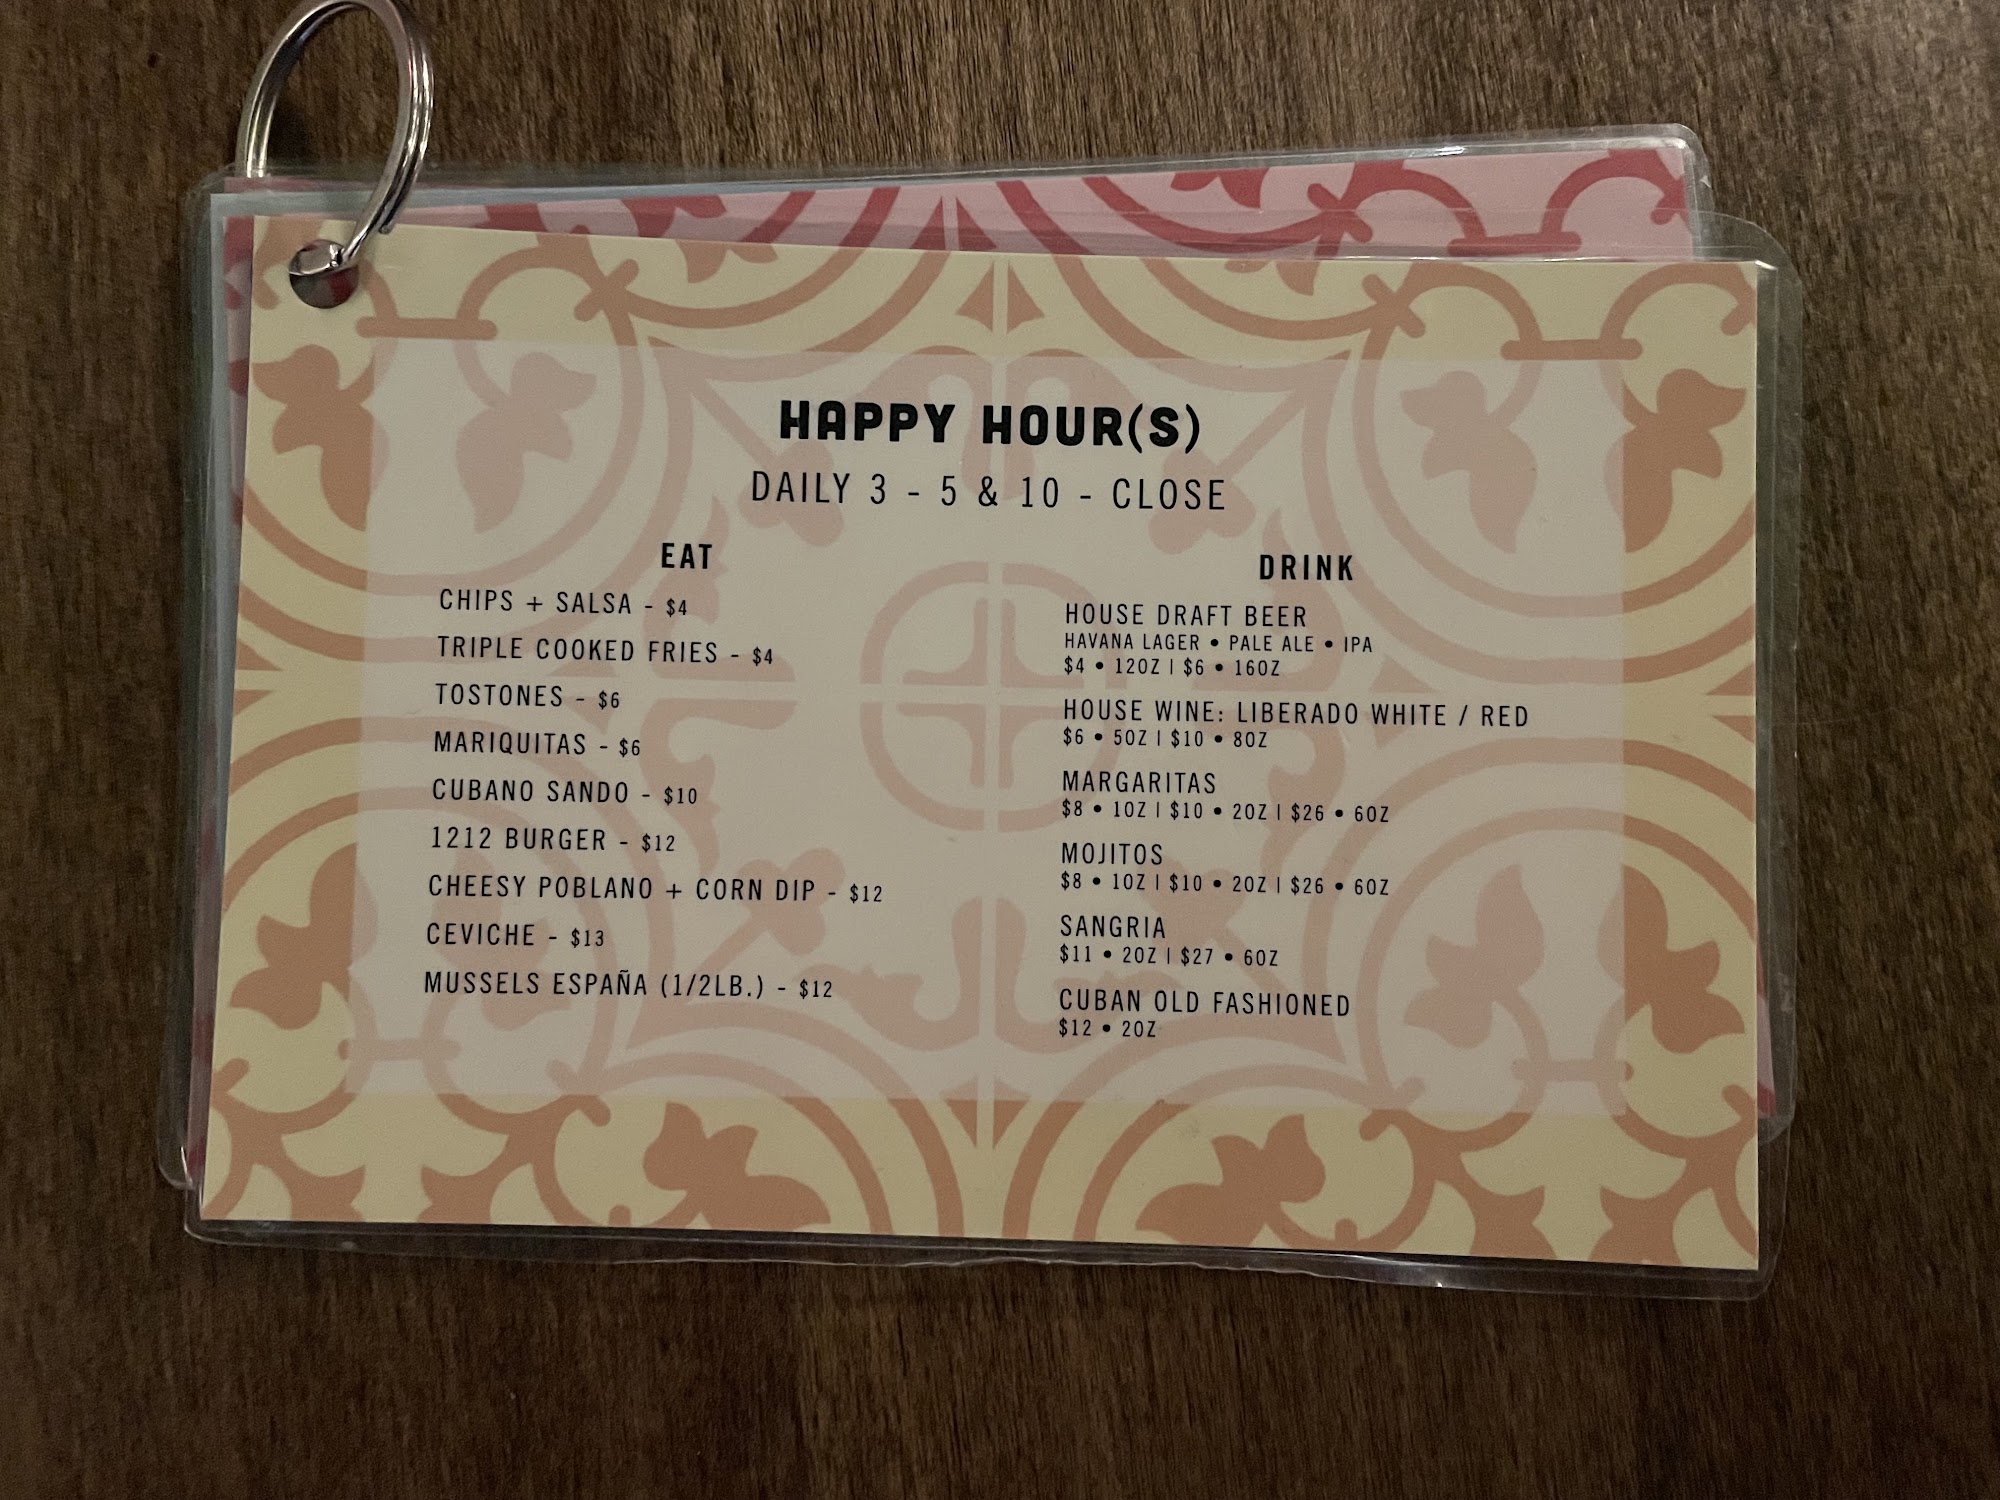 HAPPY HOUR(S)
DAILY 3 - 5 & 10 - CLOSE
EAT
CHIPS + SALSA - $4
TRIPLE COOKED FRIES - $4
TOSTONES - $6
MARIQUITAS - $6
CUBANO SANDO - $10
1212 BURGER - $12
CHEESY POBLANO + CORN DIP - $12
CEVICHE - $13
MUSSELS ESPAÑA (1/2LB.) - $12
DRINK
HOUSE DRAFT BEER
HAVANA LAGER • PALE ALE • IPA
$4 • 12OZ | $6 • 16OZ
HOUSE WINE: LIBERADO WHITE / RED
$6 • 5OZ | $10 • 8OZ
MARGARITAS
$8 • 1OZ | $10 • 2OZ | $26 • 6OZ
MOJITOS
$8 • 1OZ | $10 • 2OZ | $26 • 6OZ
SANGRIA
$11 • 2OZ | $27 • 6OZ
CUBAN OLD FASHIONED
$12 • 2OZ